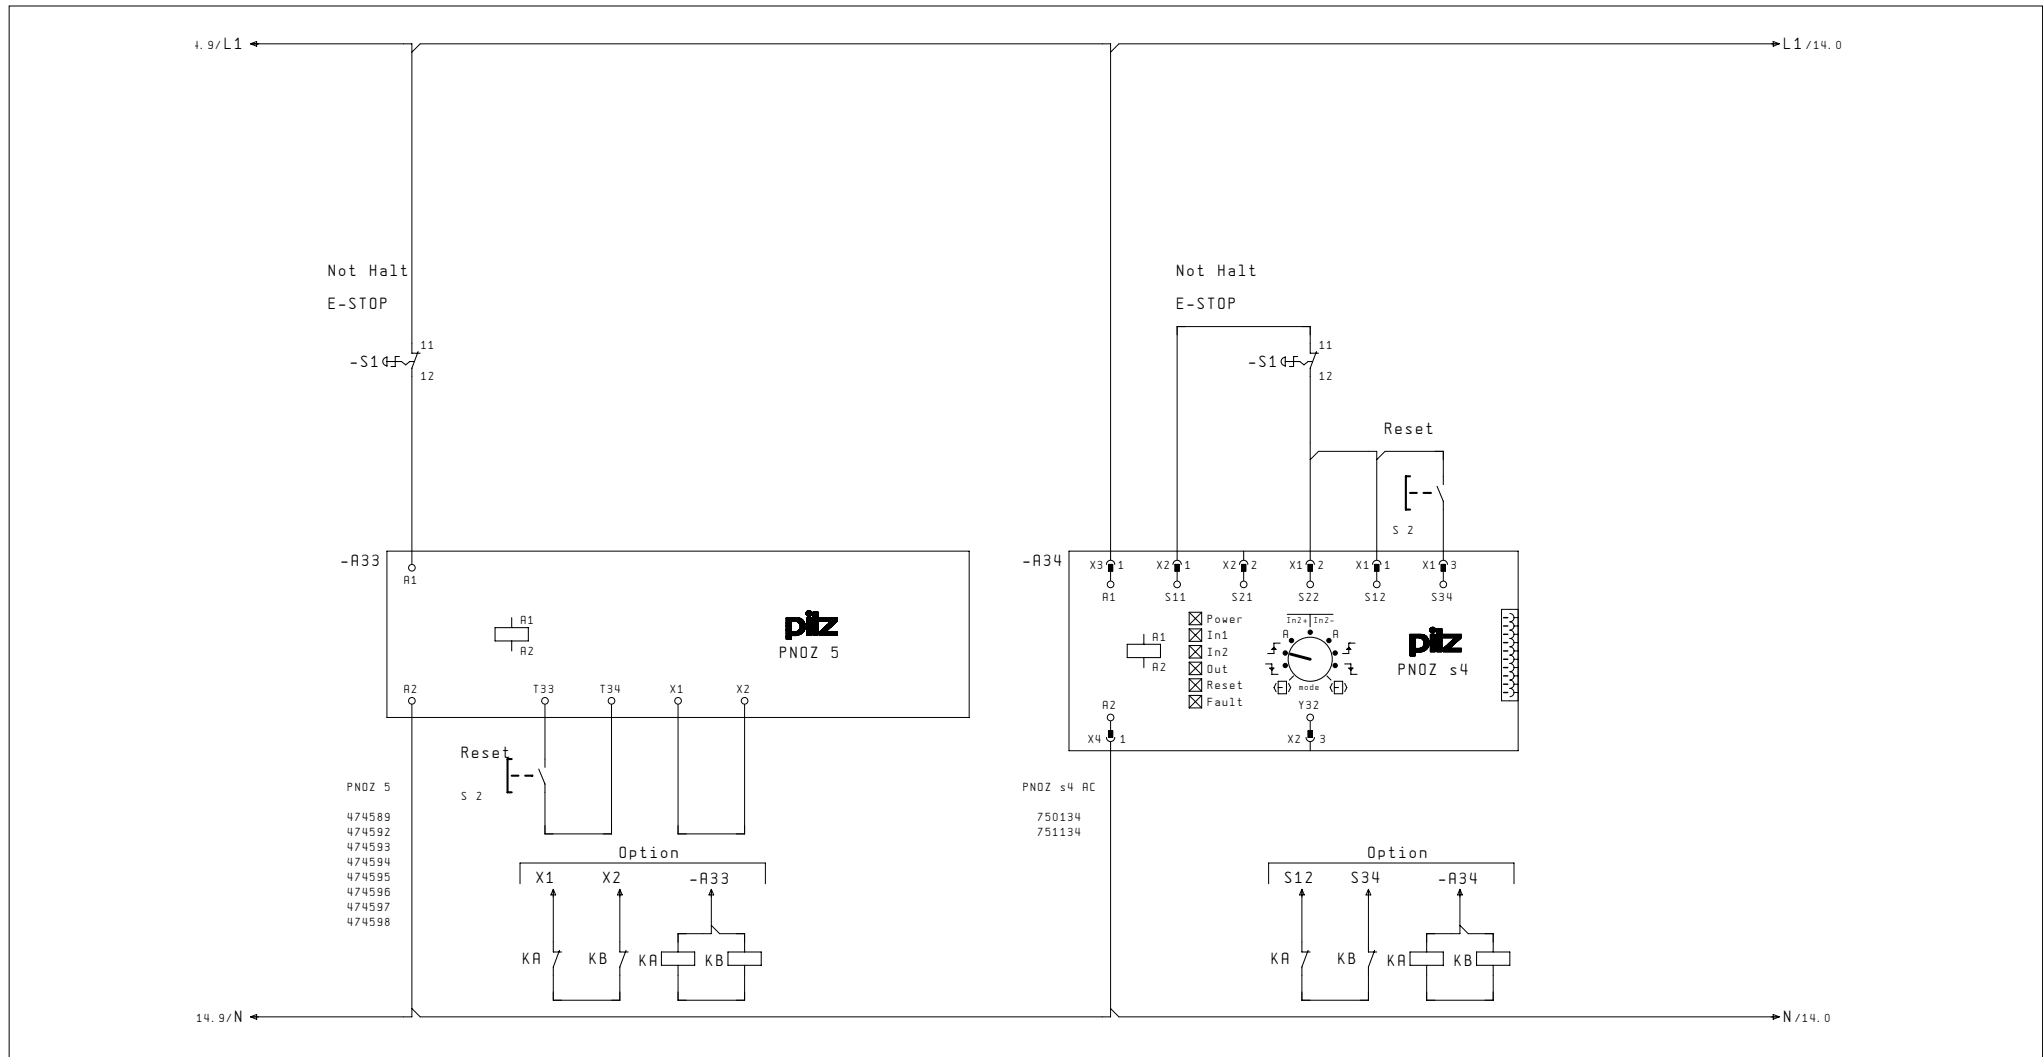 4.9/L1
L1/14.0
Not Halt
E-STOP
-S1
11
12
Not Halt
E-STOP
-S1
11
12
Reset
S 2
-A33
A1
A1
A2
pilz
PNOZ 5
A2 T33 T34 X1 X2
-A34
X3 1 X2 1 X2 2 X1 2 X1 1 X1 3
A1 S11 S21 S22 S12 S34
A1
A2
Power
In1
In2
Out
Reset
Fault
In2+ In2-
A A
mode
pilz
PNOZ s4
A2 Y32
X4 1 X2 3
Reset
S 2
PNOZ 5
474589
474592
474593
474594
474595
474596
474597
474598
Option
X1 X2 -A33
KA KB KA KB
PNOZ s4 AC
750134
751134
Option
S12 S34 -A34
KA KB KA KB
14.9/N
N/14.0